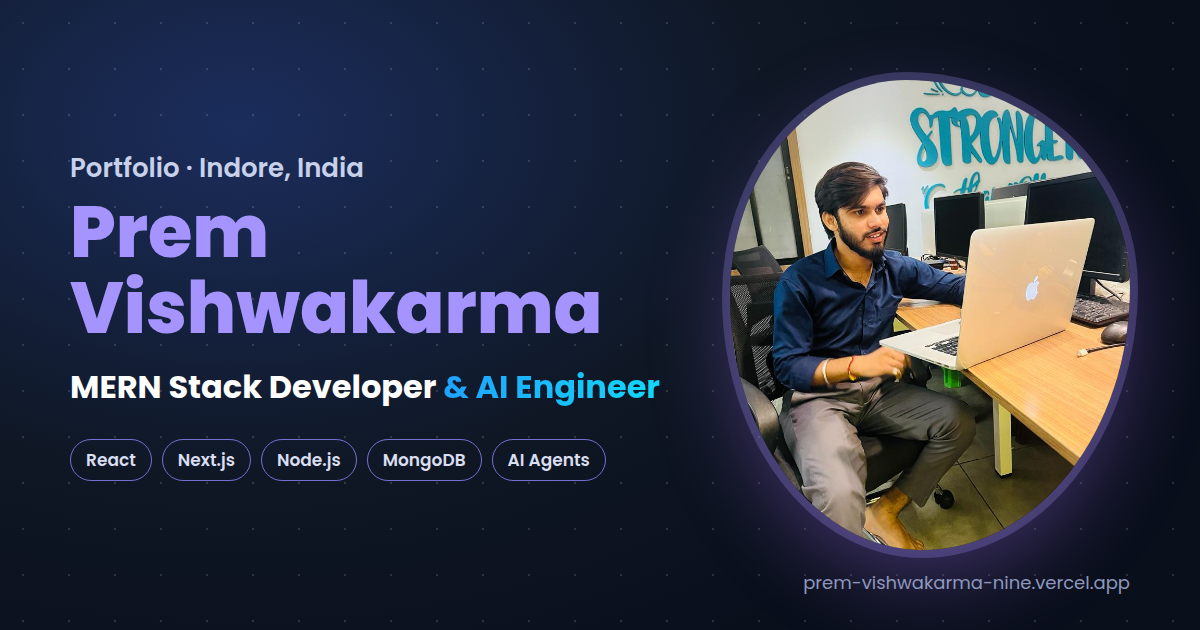 Portfolio · Indore, India
Prem
Vishwakarma
MERN Stack Developer & AI Engineer
React
Next.js
Node.js
MongoDB
AI Agents
STRONGER
prem-vishwakarma-nine.vercel.app